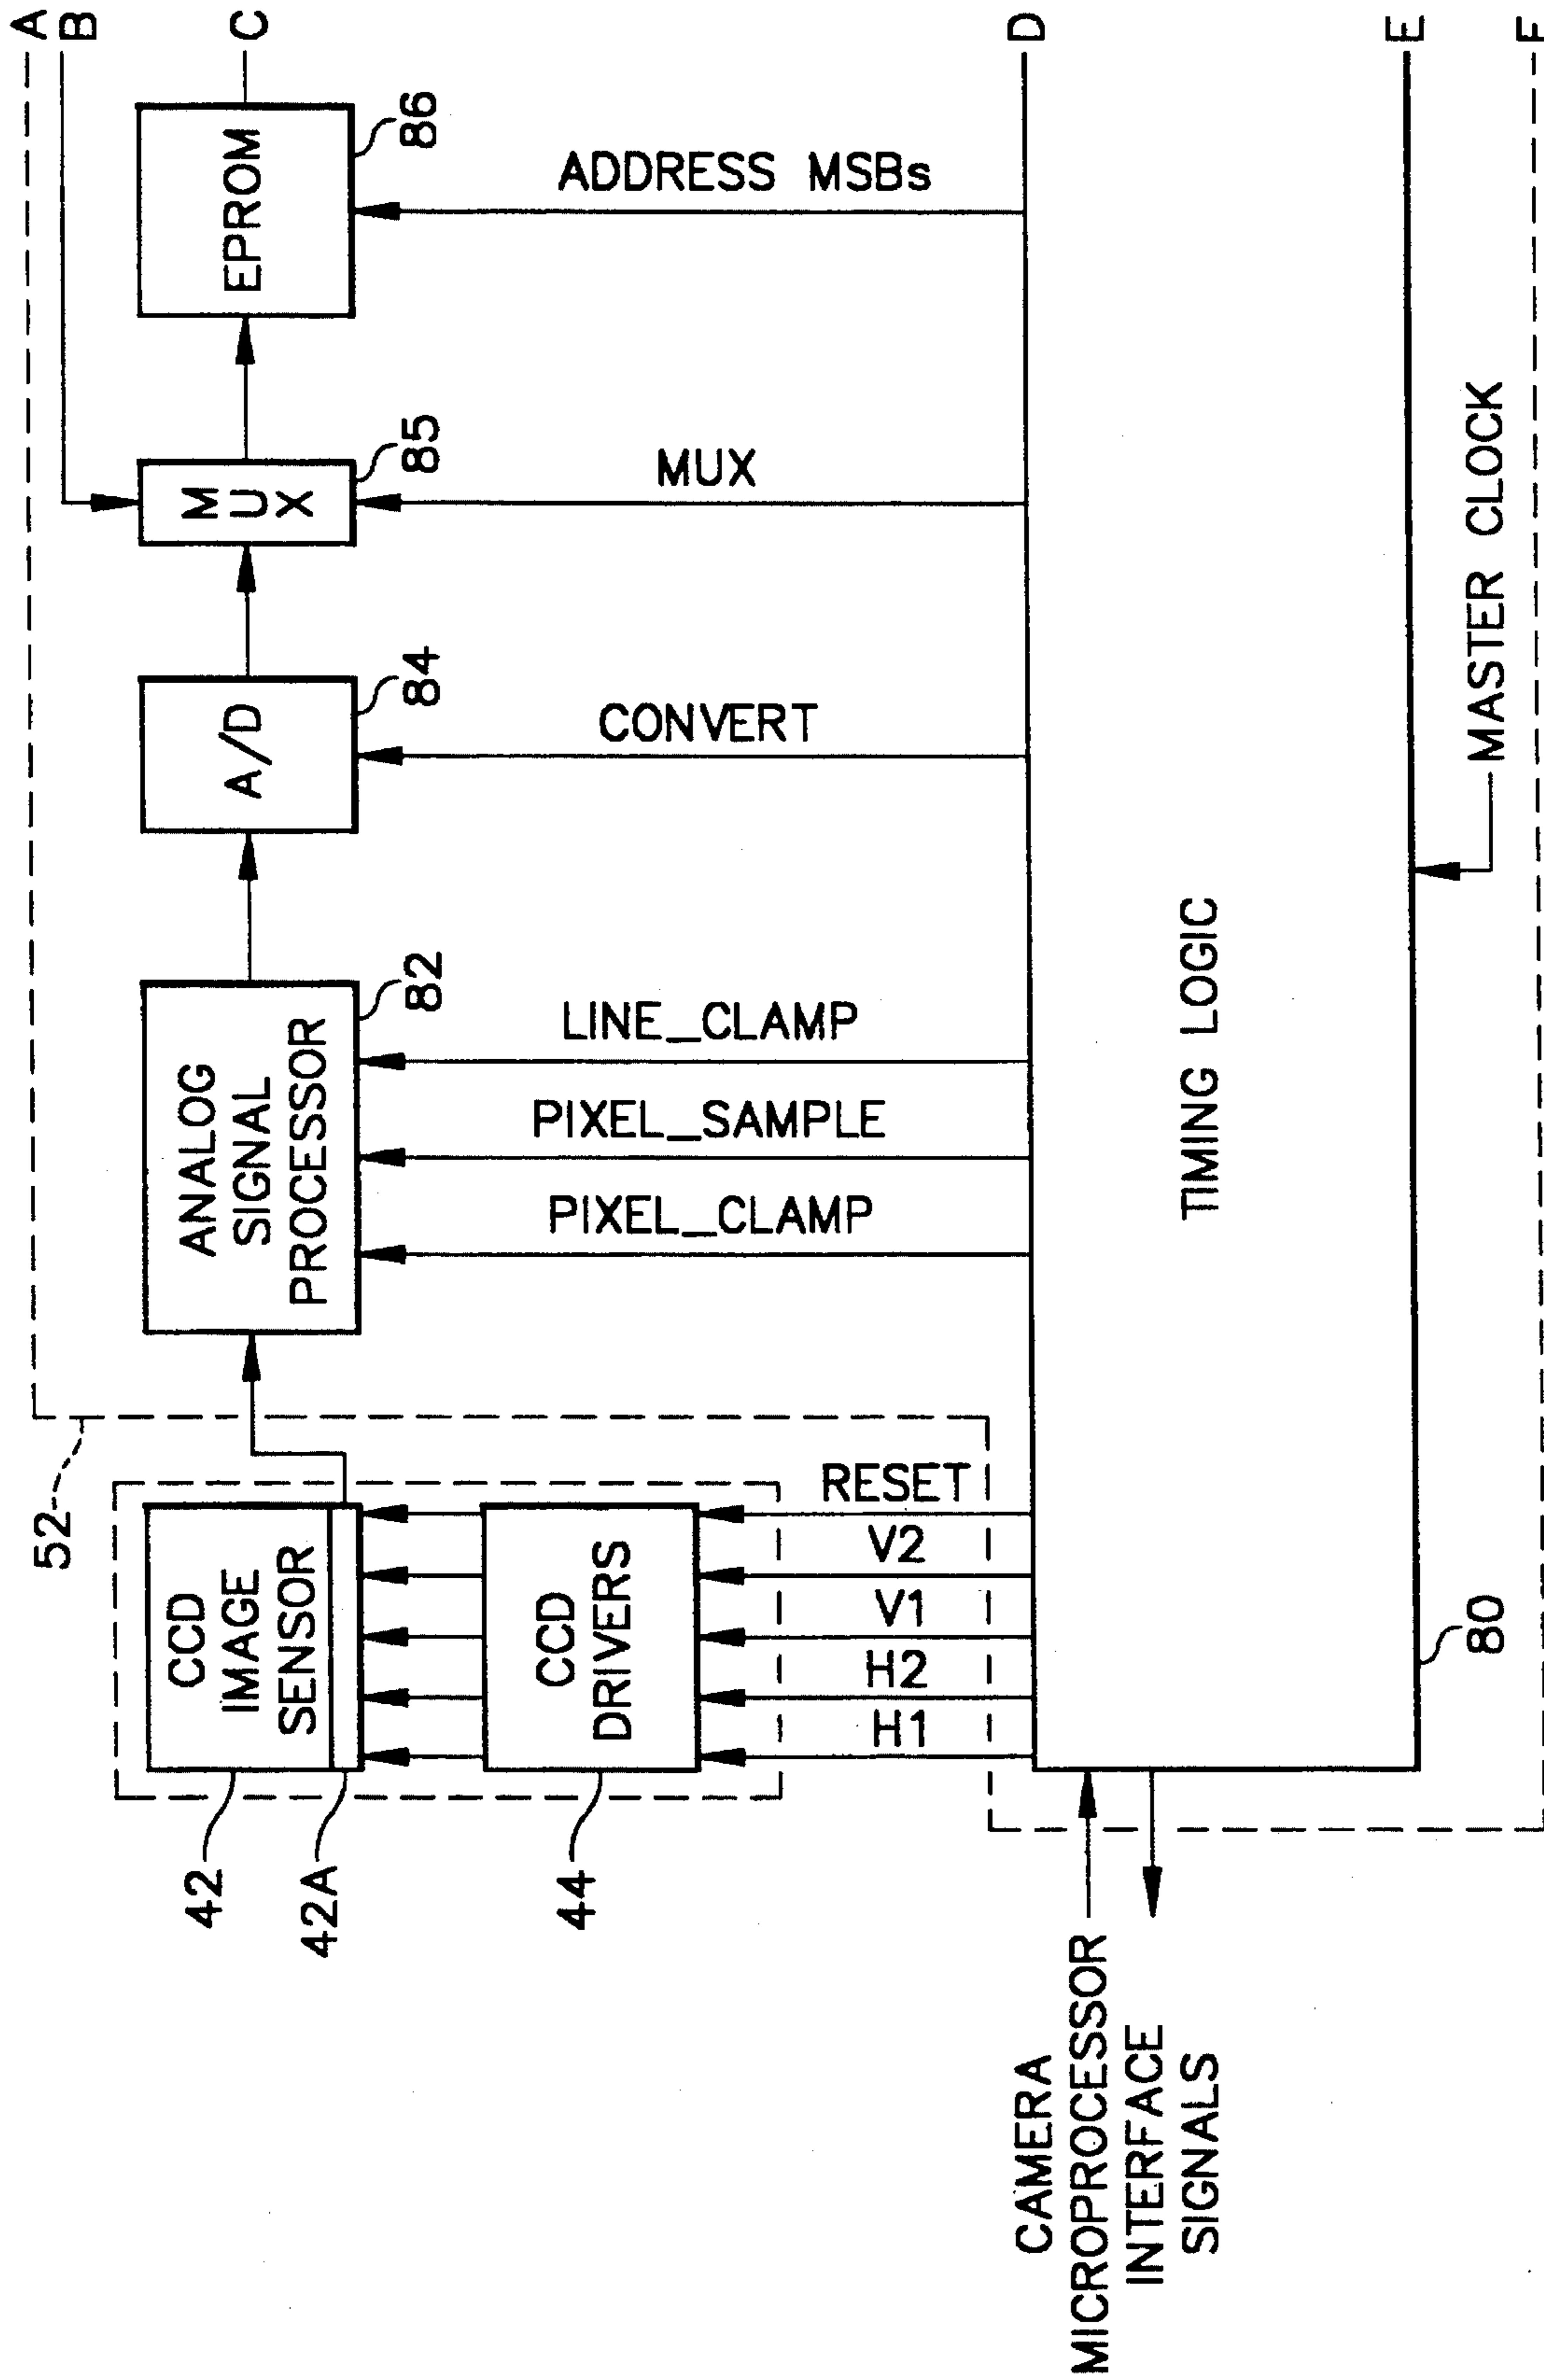 A
B
C
D
E
F
52
CCD
IMAGE
SENSOR
42
42A
CCD
DRIVERS
44
ANALOG
SIGNAL
PROCESSOR
82
A/D
84
M
U
X
85
EPROM
86
H1
H2
V1
V2
RESET
PIXEL_CLAMP
PIXEL_SAMPLE
LINE_CLAMP
CONVERT
MUX
ADDRESS MSBs
CAMERA
MICROPROCESSOR
INTERFACE
SIGNALS
TIMING LOGIC
80
MASTER CLOCK